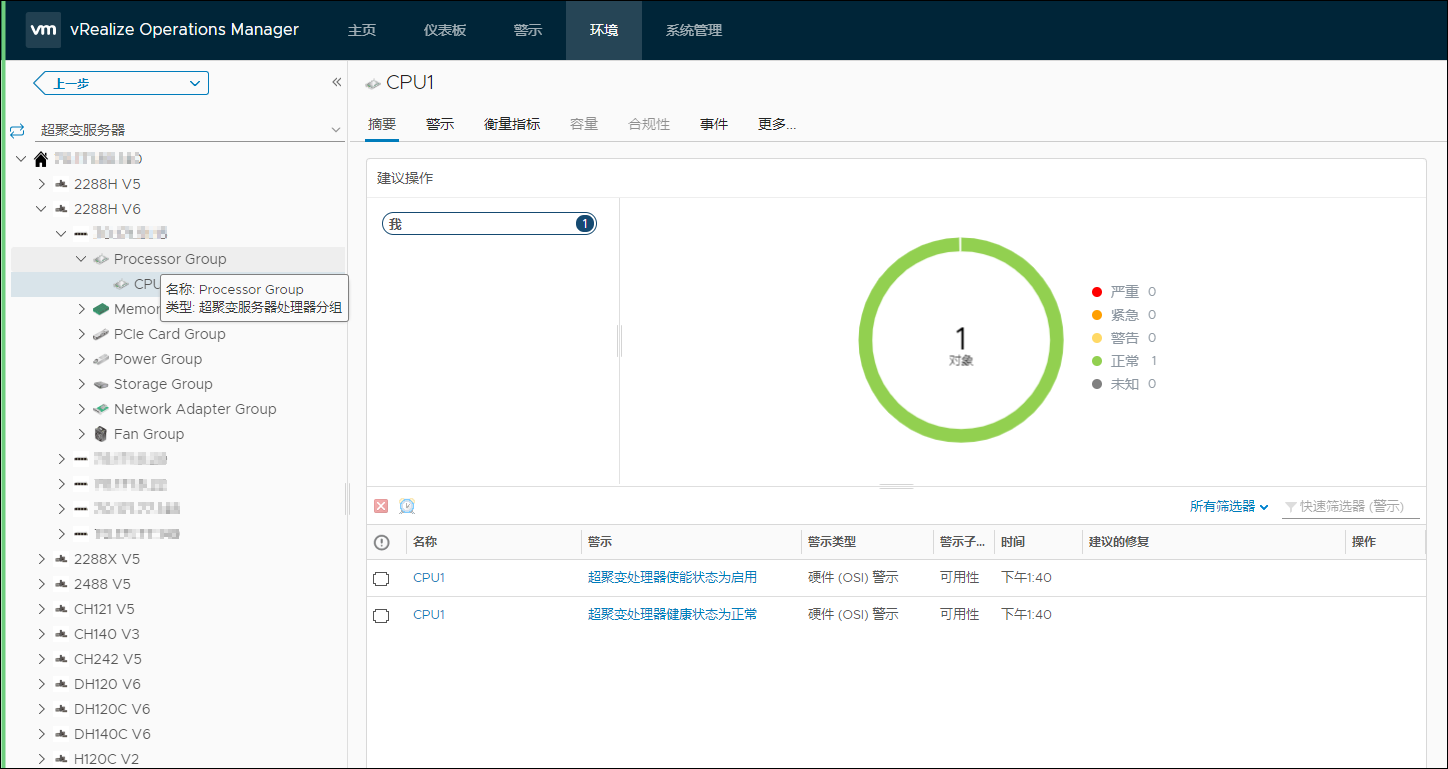 vm vRealize Operations Manager 主页 仪表板 警示 环境 系统管理
上一步
超聚变服务器
2288H V5
2288H V6
Processor Group
CPU
名称: Processor Group
类型: 超聚变服务器处理器分组
Memor
PCIe Card Group
Power Group
Storage Group
Network Adapter Group
Fan Group
2288X V5
2488 V5
CH121 V5
CH140 V3
CH242 V5
DH120 V6
DH120C V6
DH140C V6
H120C V2
CPU1
摘要 警示 衡量指标 容量 合规性 事件 更多...
建议操作
我 1
1
对象
严重 0
紧急 0
警告 0
正常 1
未知 0
所有筛选器 快速筛选器 (警示)
名称 警示 警示类型 警示子... 时间 建议的修复 操作
CPU1 超聚变处理器使能状态为启用 硬件 (OSI) 警示 可用性 下午1:40
CPU1 超聚变处理器健康状态为正常 硬件 (OSI) 警示 可用性 下午1:40